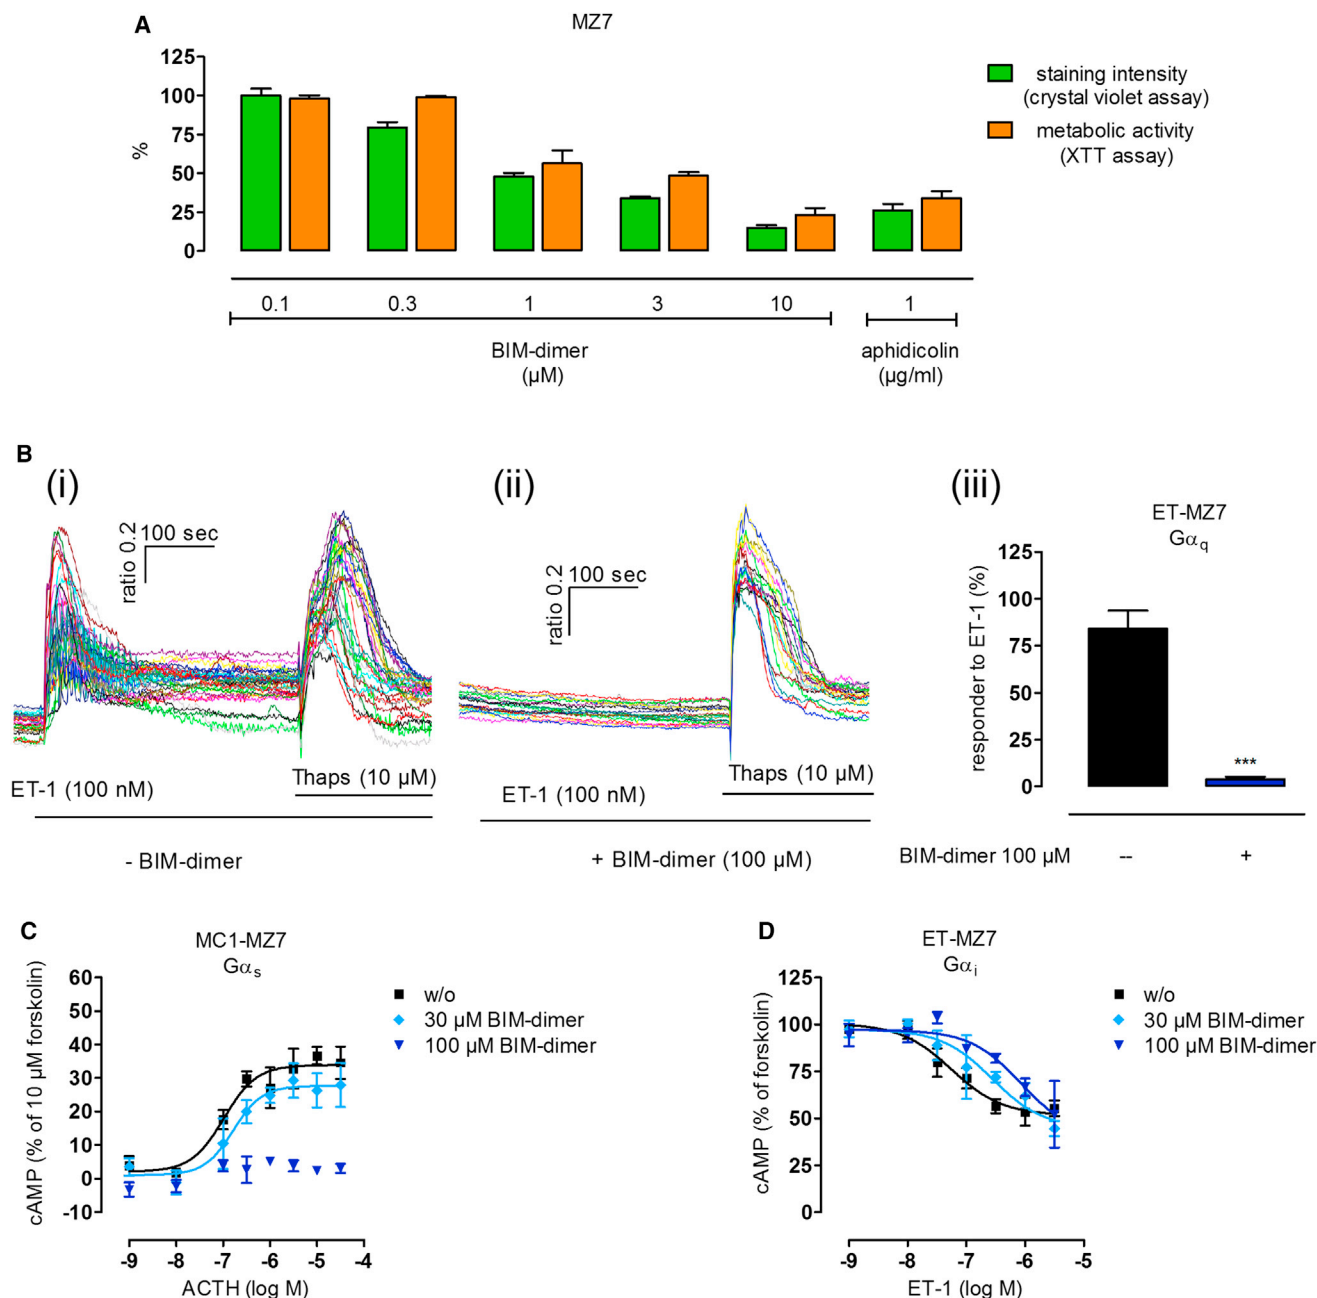 A
MZ7
125
100
75
50
25
0
%
staining intensity
(crystal violet assay)
metabolic activity
(XTT assay)
0.1 0.3 1 3 10 1
BIM-dimer
(µM)
aphidicolin
(µg/ml)
B
(i)
ratio 0.2
100 sec
Thaps (10 µM)
ET-1 (100 nM)
- BIM-dimer
(ii)
ratio 0.2
100 sec
Thaps (10 µM)
ET-1 (100 nM)
+ BIM-dimer (100 µM)
(iii)
ET-MZ7
Gαq
responder to ET-1 (%)
125
100
75
50
25
0
***
BIM-dimer 100 µM -- +
C
MC1-MZ7
Gαs
cAMP (% of 10 µM forskolin)
60
50
40
30
20
10
0
-10
w/o
30 µM BIM-dimer
100 µM BIM-dimer
-9 -8 -7 -6 -5 -4
ACTH (log M)
D
ET-MZ7
Gαi
cAMP (% of forskolin)
125
100
75
50
25
0
w/o
30 µM BIM-dimer
100 µM BIM-dimer
-9 -8 -7 -6 -5
ET-1 (log M)